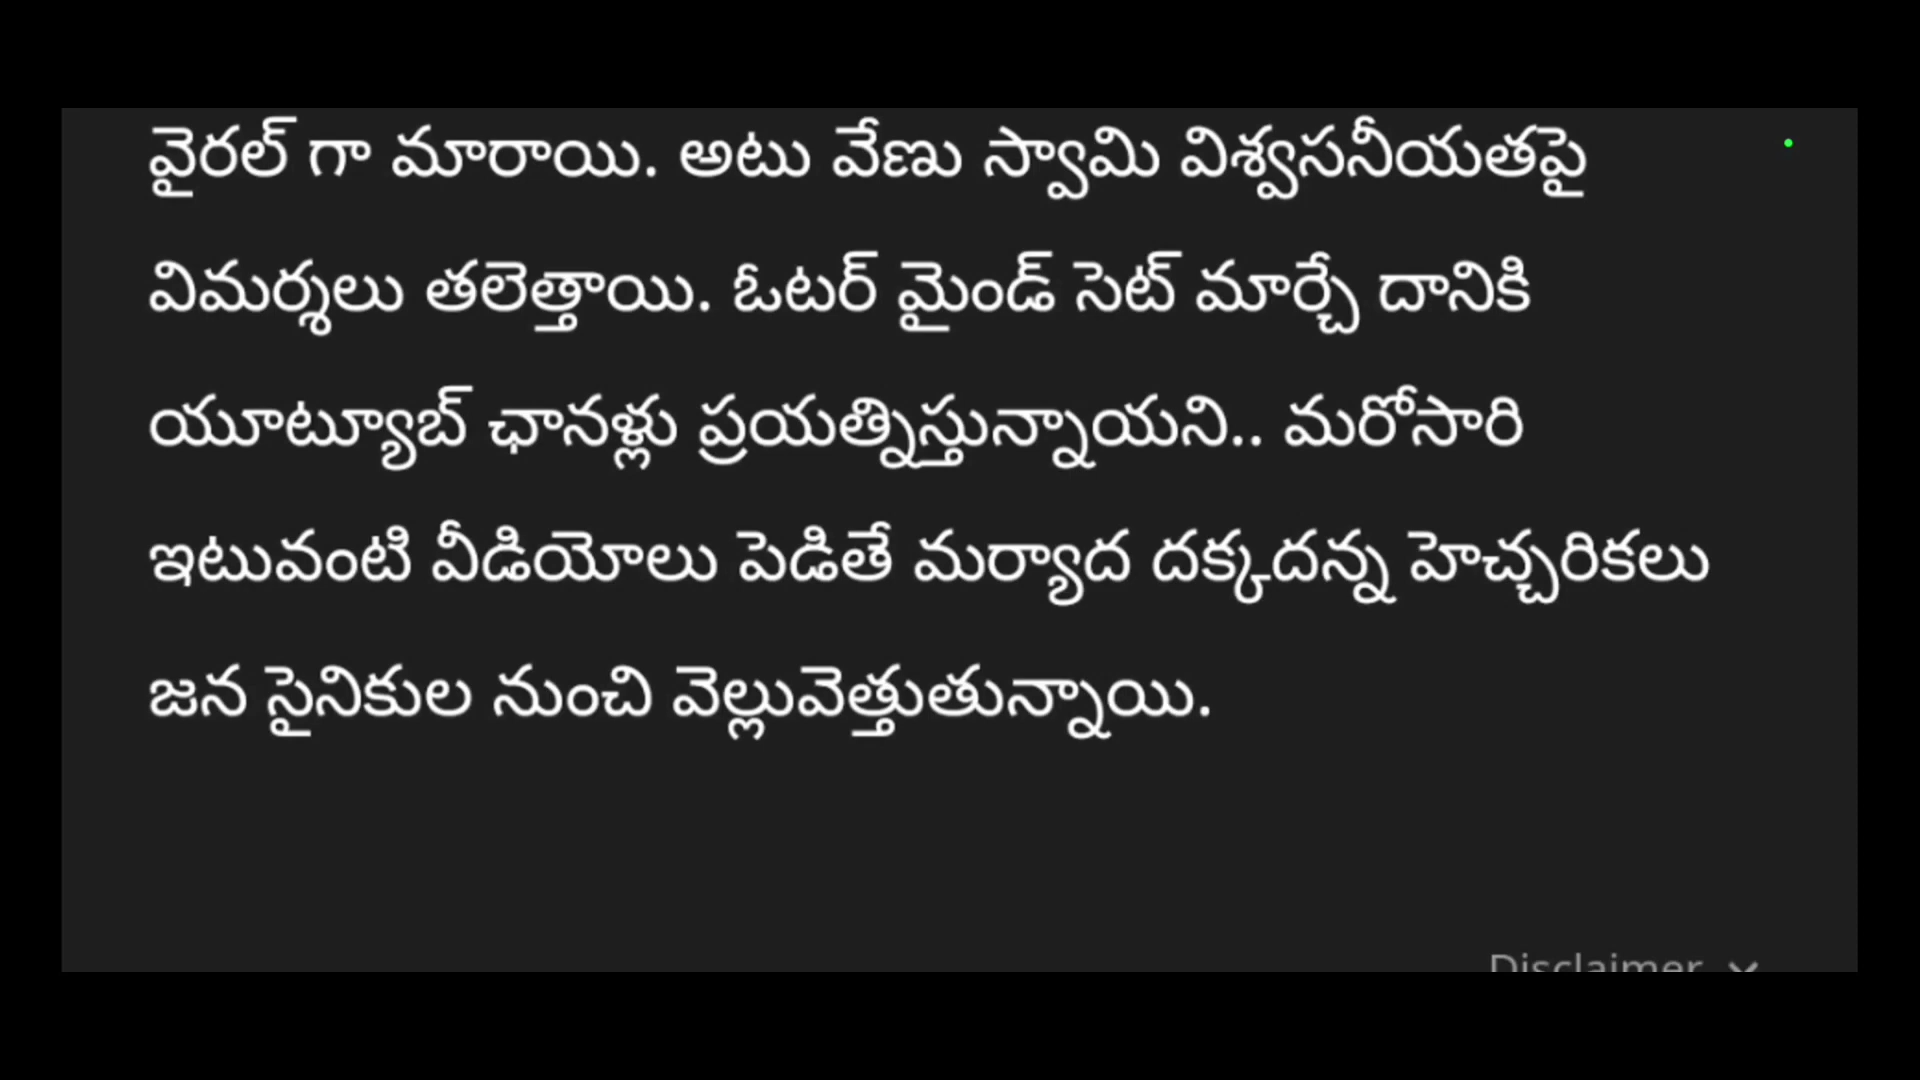 వైరల్ గా మారాయి. అటు వేణు స్వామి విశ్వసనీయతపై
విమర్శలు తలెత్తాయి. ఓటర్ మైండ్ సెట్ మార్చే దానికి
యూట్యూబ్ ఛానళ్లు ప్రయత్నిస్తున్నాయని.. మరోసారి
ఇటువంటి వీడియోలు పెడితే మర్యాద దక్కదన్న హెచ్చరికలు
జన సైనికుల నుంచి వెల్లువెత్తుతున్నాయి.
Disclaimer